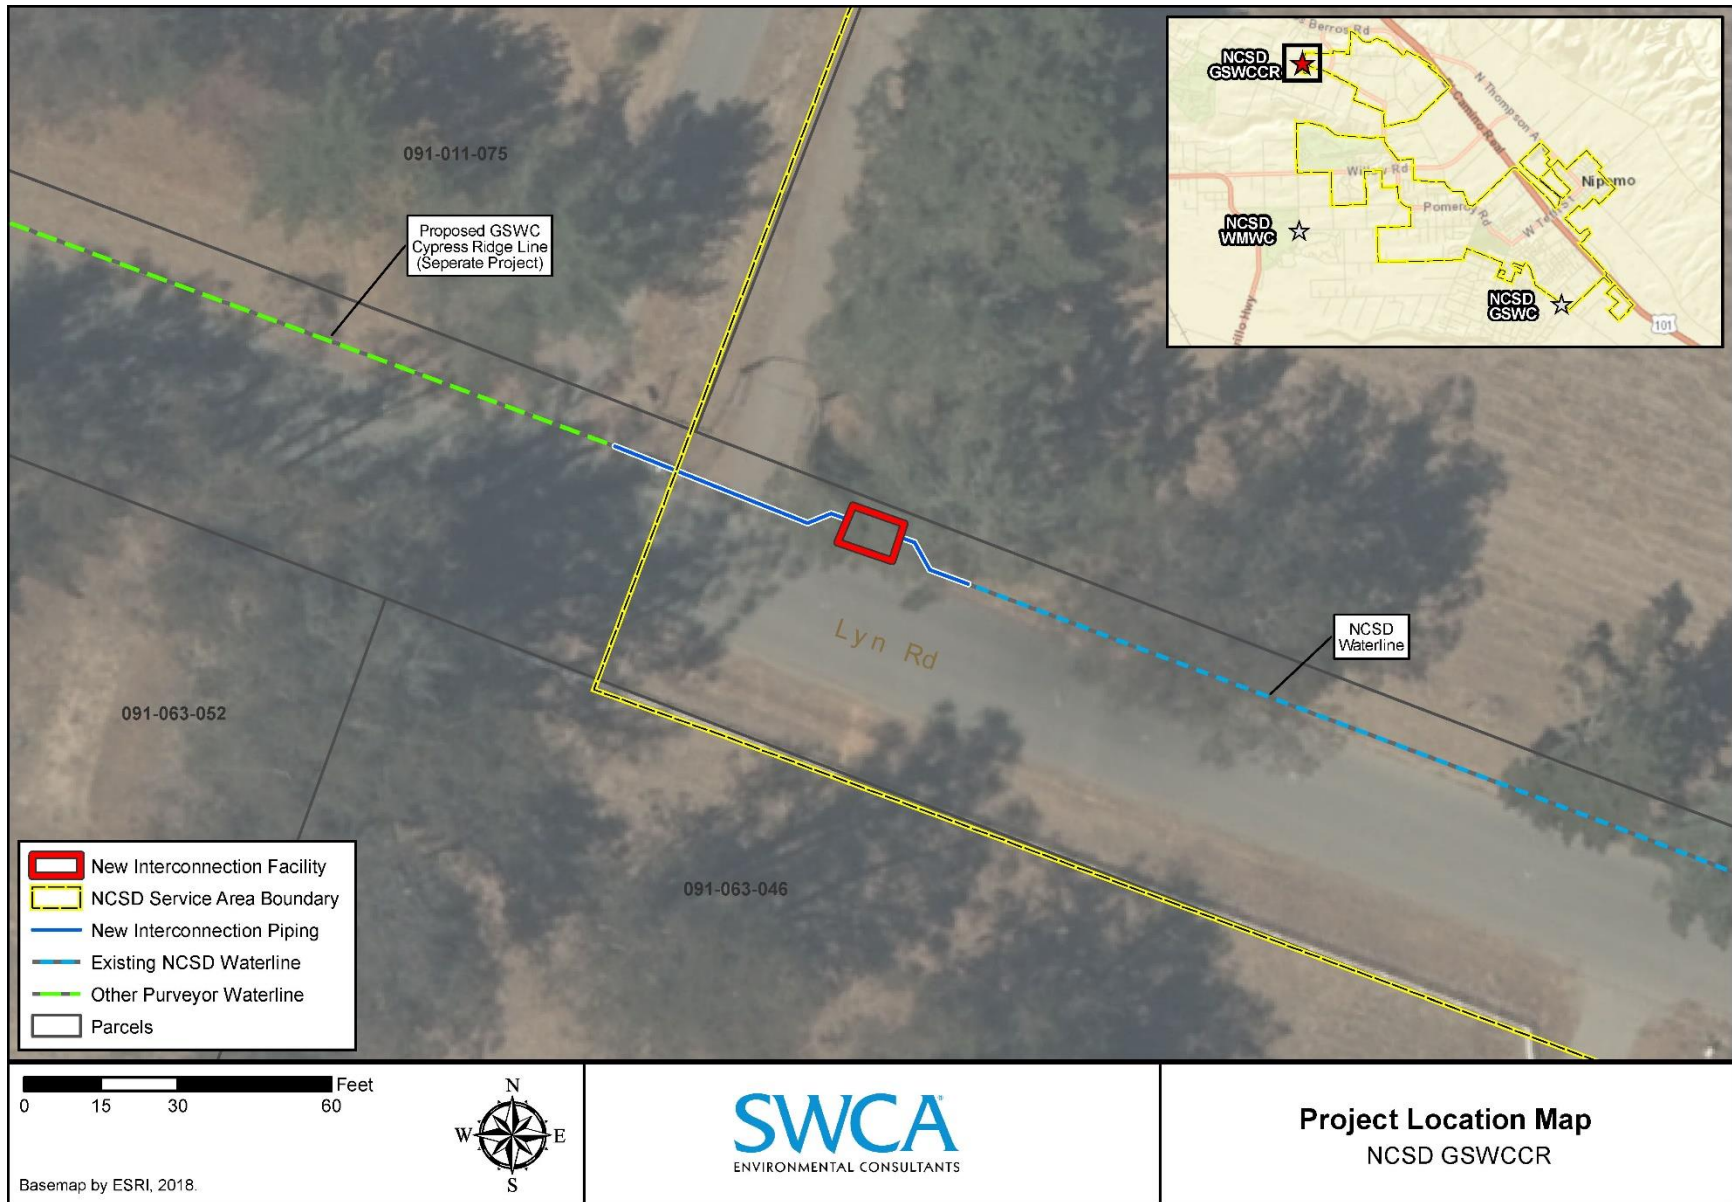 091-011-075
Proposed GSWC
Cypress Ridge Line
(Seperate Project)
NCSD
GSWCCR
Berros Rd
N Thompson A
El Camino Real
Nipomo
Pomeroy Rd
W Tefft St
NCSD
WMWC
NCSD
GSWC
101
rillo Hwy
Lyn Rd
NCSD
Waterline
091-063-052
091-063-046
New Interconnection Facility
NCSD Service Area Boundary
New Interconnection Piping
Existing NCSD Waterline
Other Purveyor Waterline
Parcels
Feet
0 15 30 60
N
W E
S
Basemap by ESRI, 2018.
SWCA
ENVIRONMENTAL CONSULTANTS
Project Location Map
NCSD GSWCCR